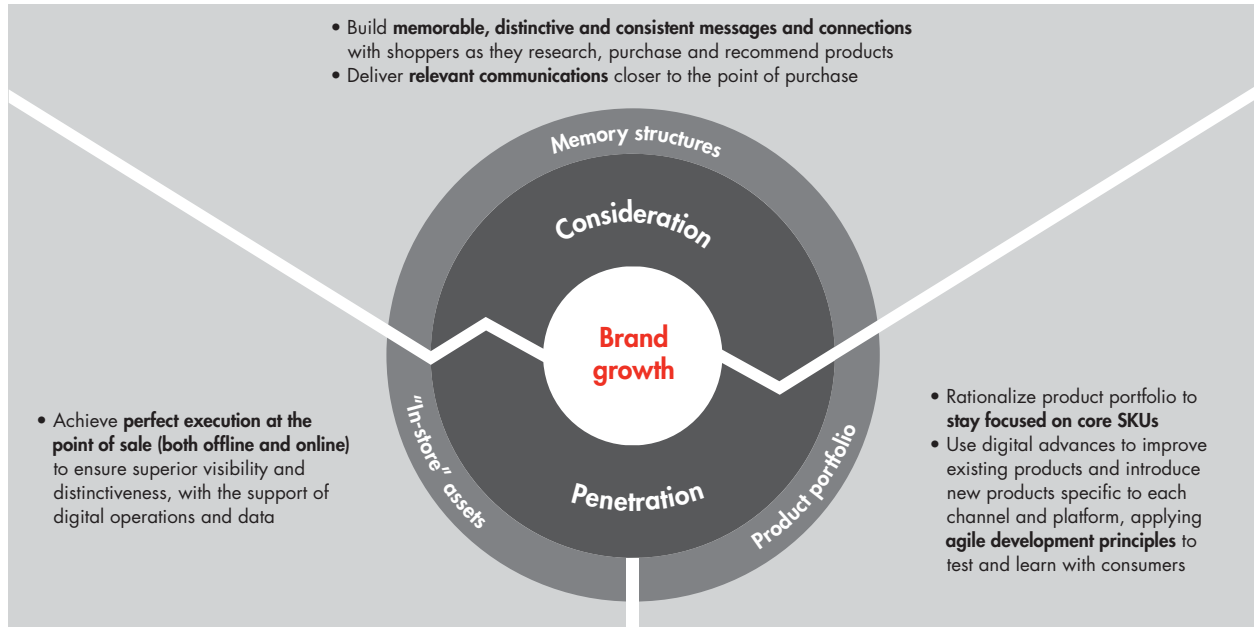 • Build memorable, distinctive and consistent messages and connections
with shoppers as they research, purchase and recommend products
• Deliver relevant communications closer to the point of purchase
Memory structures
Consideration
Brand
growth
Penetration
"In-store" assets
Product portfolio
• Achieve perfect execution at the
point of sale (both offline and online)
to ensure superior visibility and
distinctiveness, with the support of
digital operations and data
• Rationalize product portfolio to
stay focused on core SKUs
• Use digital advances to improve
existing products and introduce
new products specific to each
channel and platform, applying
agile development principles to
test and learn with consumers